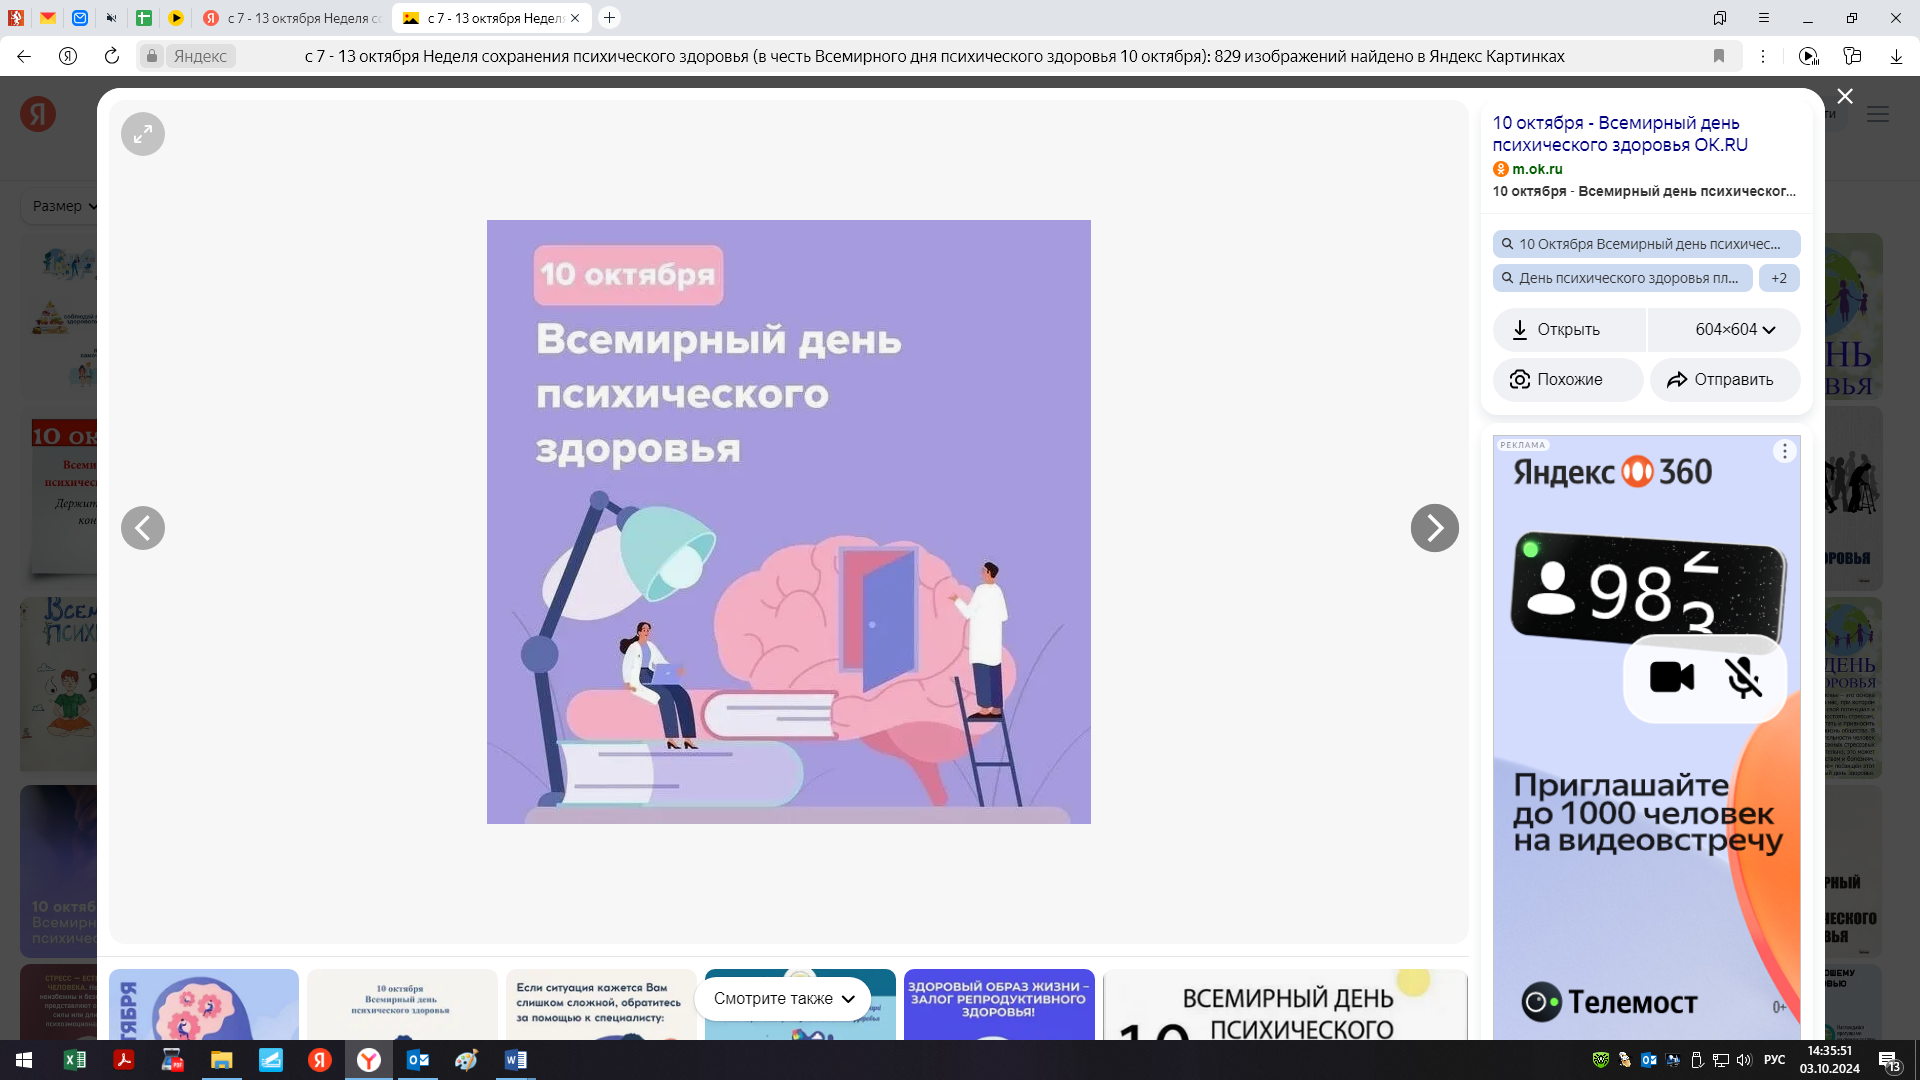 с 7 - 13 октября Неделя со
с 7 - 13 октября Неделя
Яндекс
с 7 - 13 октября Неделя сохранения психического здоровья (в честь Всемирного дня психического здоровья 10 октября): 829 изображений найдено в Яндекс Картинках
Размер
10 октября
Всемирный день
психического
здоровья
10 октября - Всемирный день
психического здоровья OK.RU
m.ok.ru
10 октября - Всемирный день психическог...
10 Октября Всемирный день психичес...
День психического здоровья пл...
+2
Открыть
604×604
Похожие
Отправить
РЕКЛАМА
Яндекс 360
98
Приглашайте
до 1000 человек
на видеовстречу
Телемост
0+
10 октября
Всемирный день
психического здоровья
Если ситуация кажется Вам
слишком сложной, обратитесь
за помощью к специалисту:
Смотрите также
ЗДОРОВЫЙ ОБРАЗ ЖИЗНИ –
ЗАЛОГ РЕПРОДУКТИВНОГО
ЗДОРОВЬЯ!
ВСЕМИРНЫЙ ДЕНЬ
ПСИХИЧЕСКОГО
10
РУС
14:35:51
03.10.2024
13